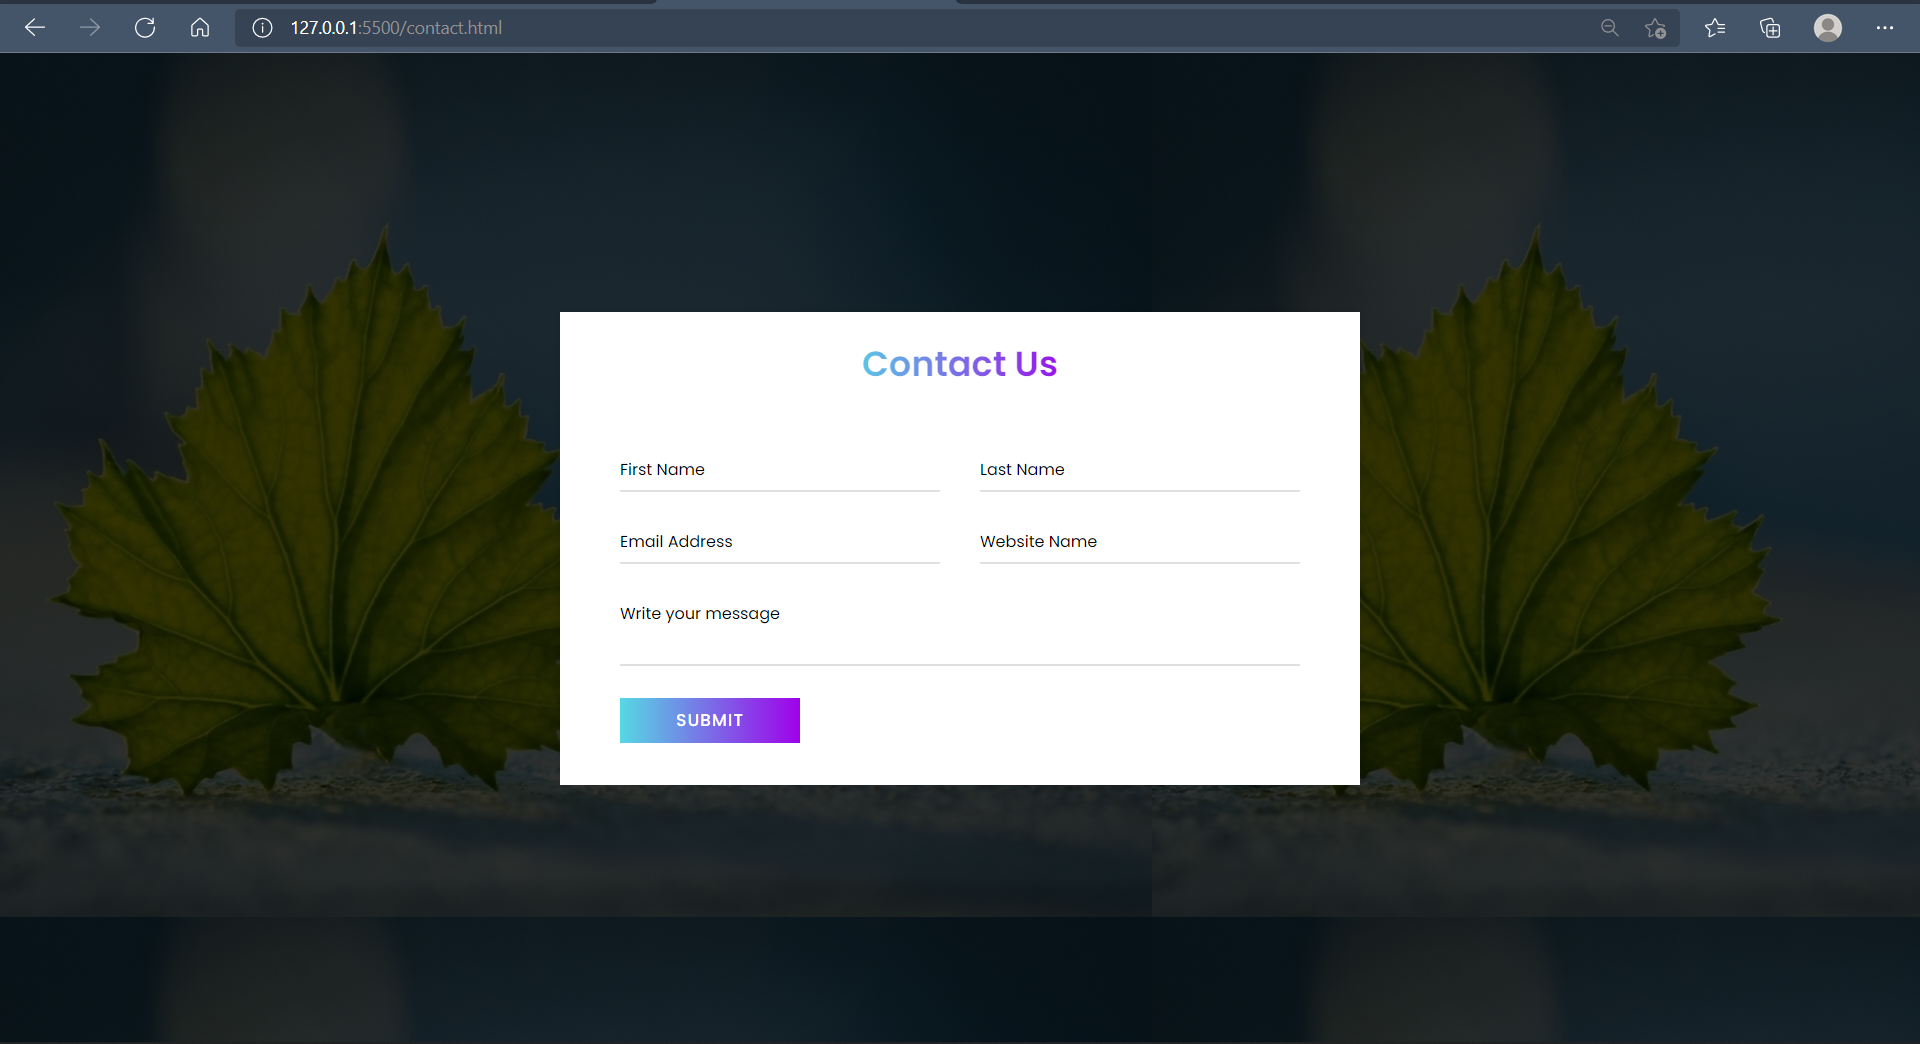 127.0.0.1:5500/contact.html
Contact Us
First Name
Last Name
Email Address
Website Name
Write your message
SUBMIT